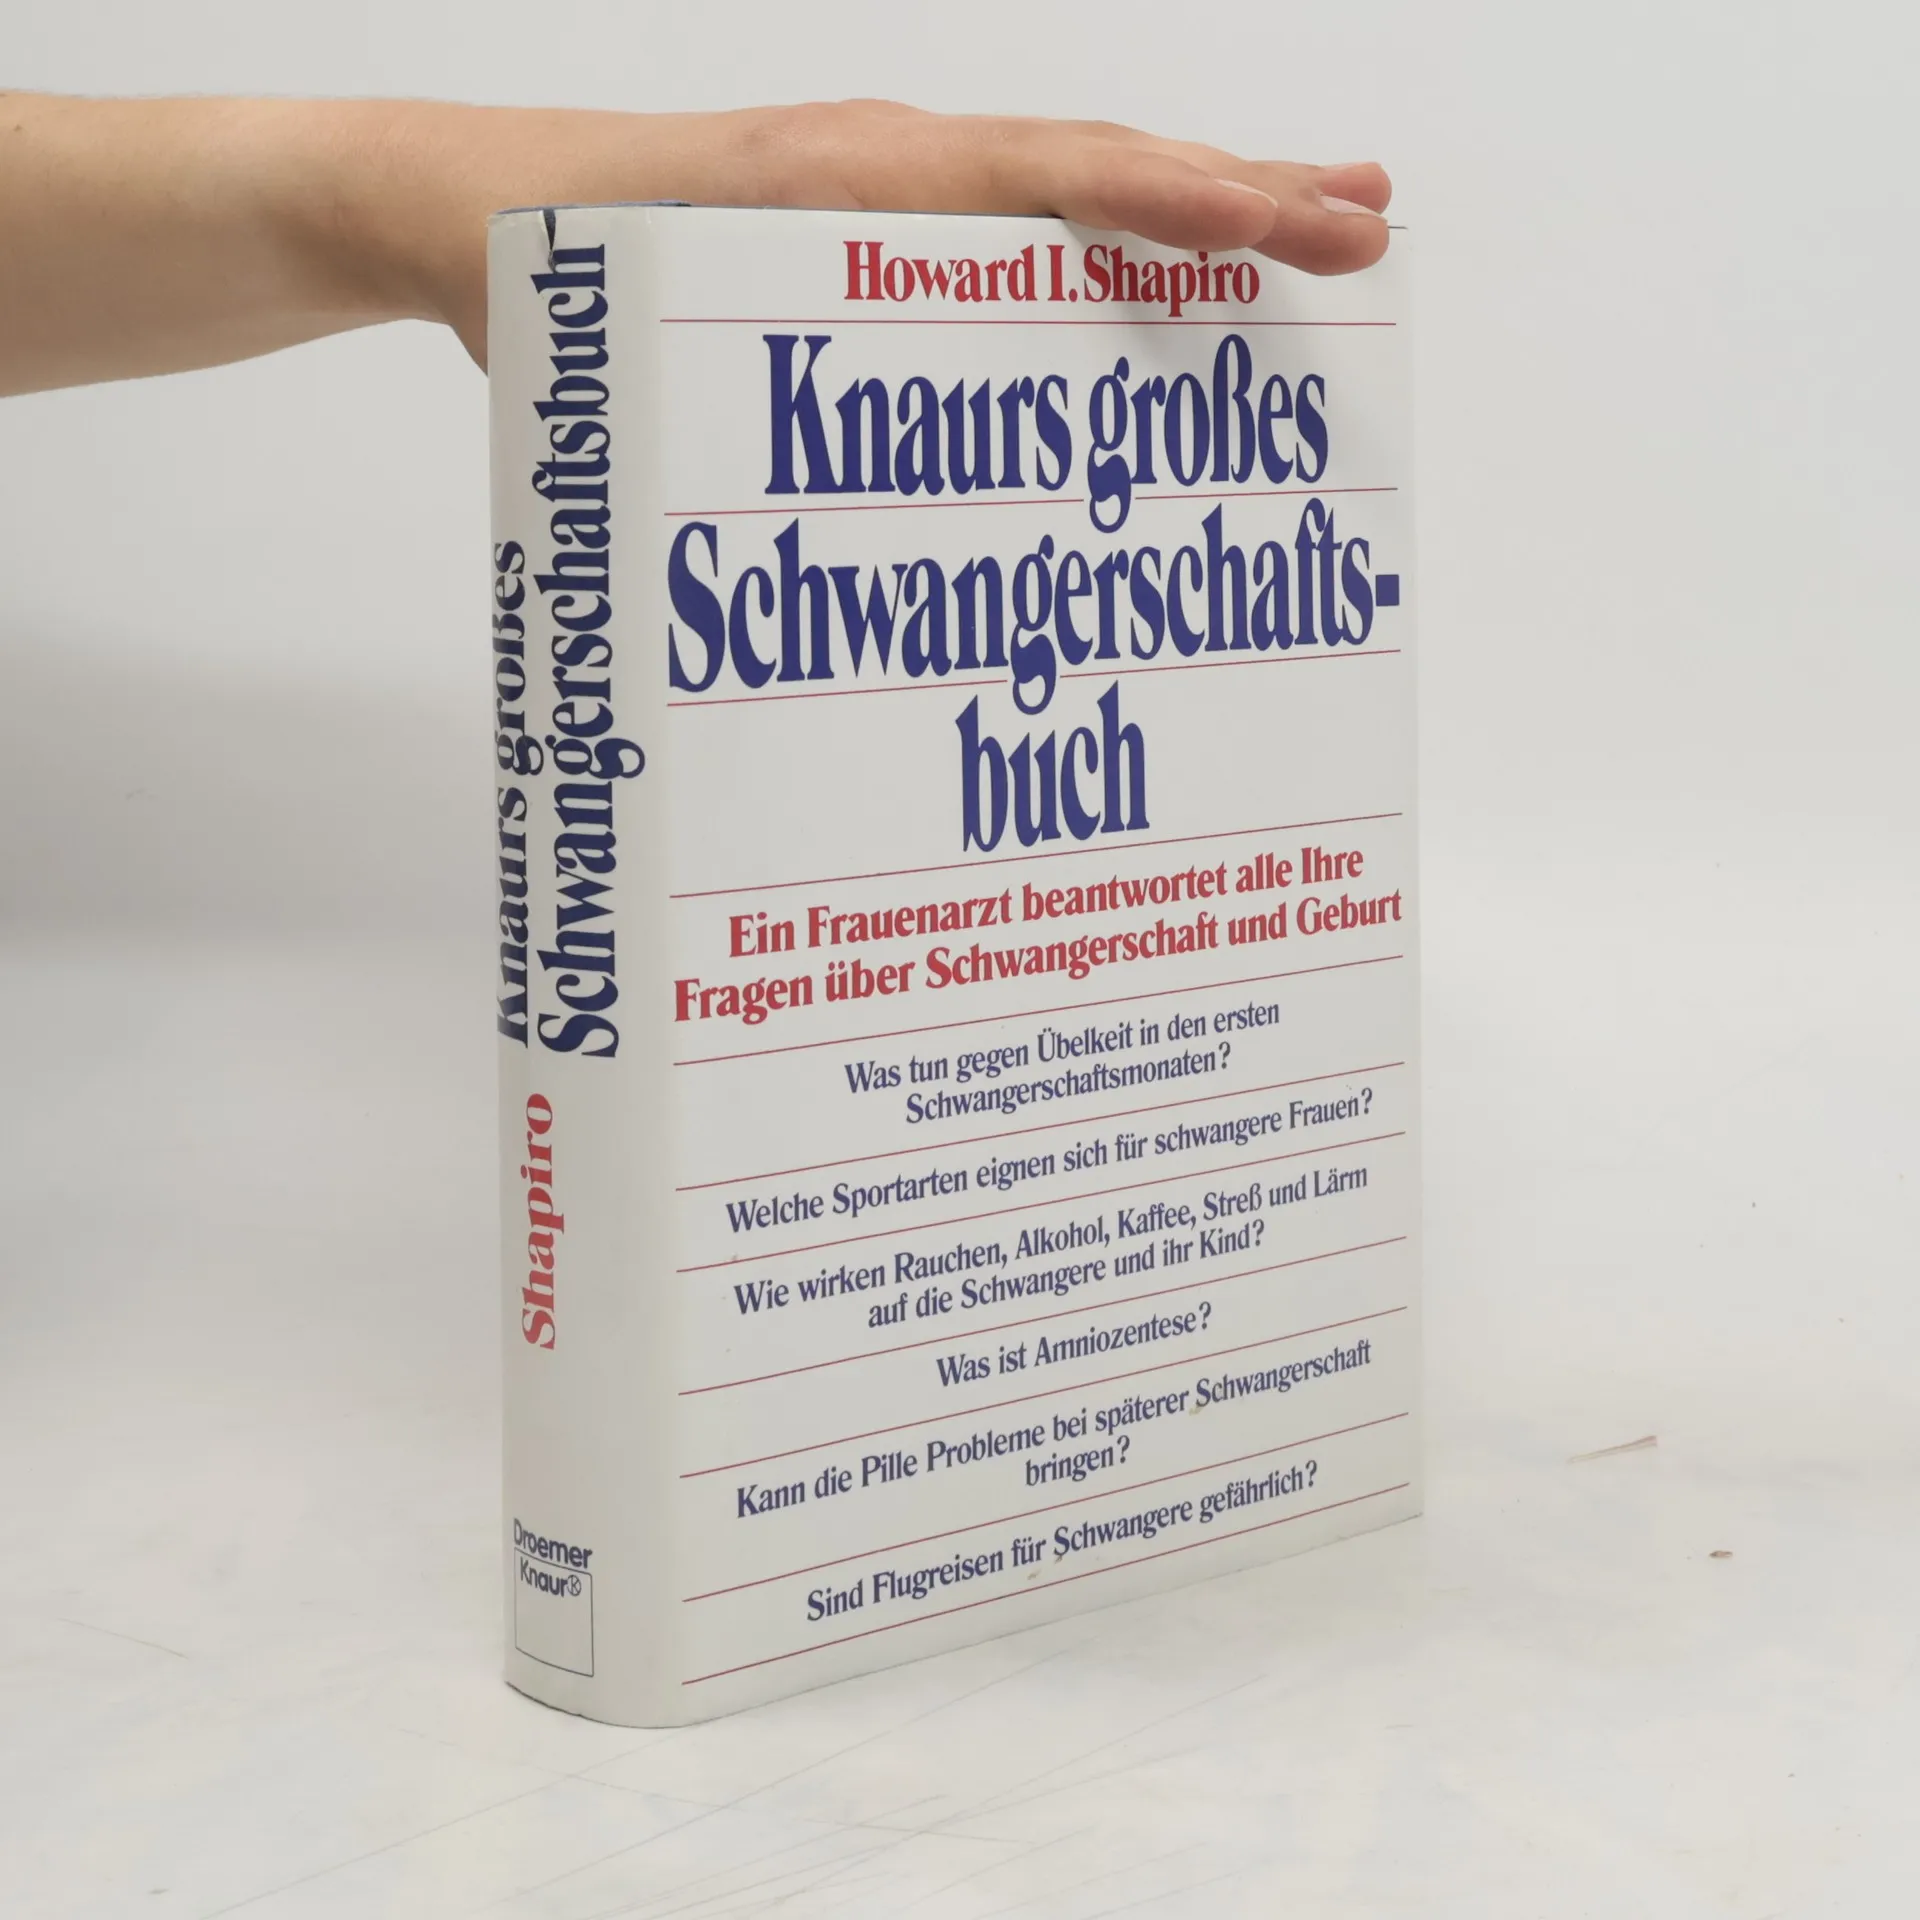 Knaurs großes
Schwangerschaftsbuch
Shapiro
Droemer
Knaur®
Howard I. Shapiro
Knaurs großes
Schwangerschafts-
buch
Ein Frauenarzt beantwortet alle Ihre
Fragen über Schwangerschaft und Geburt
Was tun gegen Übelkeit in den ersten
Schwangerschaftsmonaten?
Welche Sportarten eignen sich für schwangere Frauen?
Wie wirken Rauchen, Alkohol, Kaffee, Streß und Lärm
auf die Schwangere und ihr Kind?
Was ist Amniozentese?
Kann die Pille Probleme bei späterer Schwangerschaft
bringen?
Sind Flugreisen für Schwangere gefährlich?